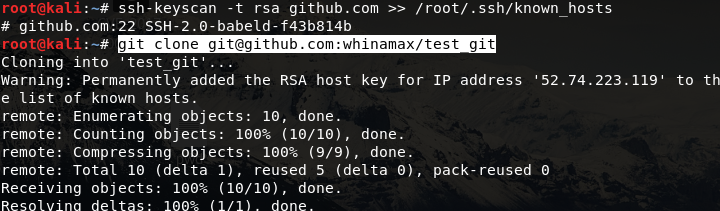 root@kali:~# ssh-keyscan -t rsa github.com >> /root/.ssh/known_hosts
# github.com:22 SSH-2.0-babeld-f43b814b
root@kali:~# git clone git@github.com:whinamax/test_git
Cloning into 'test_git'...
Warning: Permanently added the RSA host key for IP address '52.74.223.119' to th
e list of known hosts.
remote: Enumerating objects: 10, done.
remote: Counting objects: 100% (10/10), done.
remote: Compressing objects: 100% (9/9), done.
remote: Total 10 (delta 1), reused 5 (delta 0), pack-reused 0
Receiving objects: 100% (10/10), done.
Resolving deltas: 100% (1/1), done.